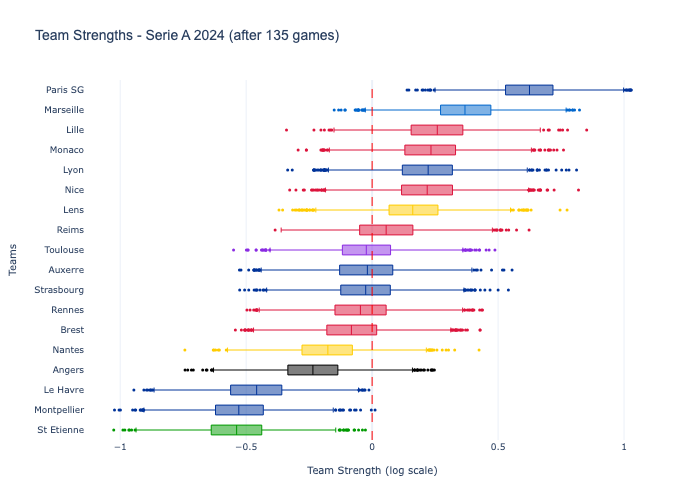 Team Strengths - Serie A 2024 (after 135 games)
Paris SG
Marseille
Lille
Monaco
Lyon
Nice
Lens
Reims
Toulouse
Auxerre
Strasbourg
Rennes
Brest
Nantes
Angers
Le Havre
Montpellier
St Etienne
Teams
−1 −0.5 0 0.5 1
Team Strength (log scale)